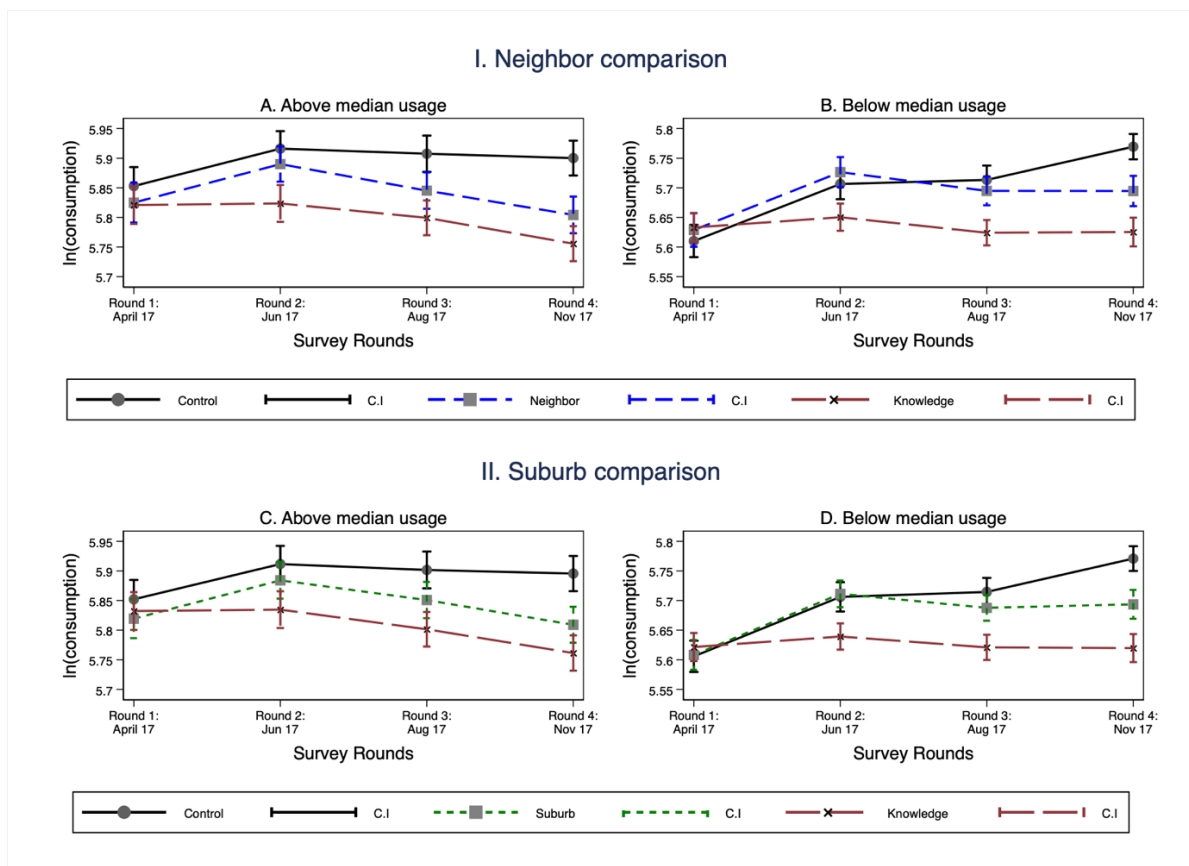 I. Neighbor comparison
A. Above median usage
ln(consumption)
5.95
5.9
5.85
5.8
5.75
5.7
Round 1:
April 17
Round 2:
Jun 17
Round 3:
Aug 17
Round 4:
Nov 17
Survey Rounds
B. Below median usage
ln(consumption)
5.8
5.75
5.7
5.65
5.6
5.55
Round 1:
April 17
Round 2:
Jun 17
Round 3:
Aug 17
Round 4:
Nov 17
Survey Rounds
Control C.I Neighbor C.I Knowledge C.I
II. Suburb comparison
C. Above median usage
ln(consumption)
5.95
5.9
5.85
5.8
5.75
5.7
Round 1:
April 17
Round 2:
Jun 17
Round 3:
Aug 17
Round 4:
Nov 17
Survey Rounds
D. Below median usage
ln(consumption)
5.8
5.75
5.7
5.65
5.6
5.55
Round 1:
April 17
Round 2:
Jun 17
Round 3:
Aug 17
Round 4:
Nov 17
Survey Rounds
Control C.I Suburb C.I Knowledge C.I